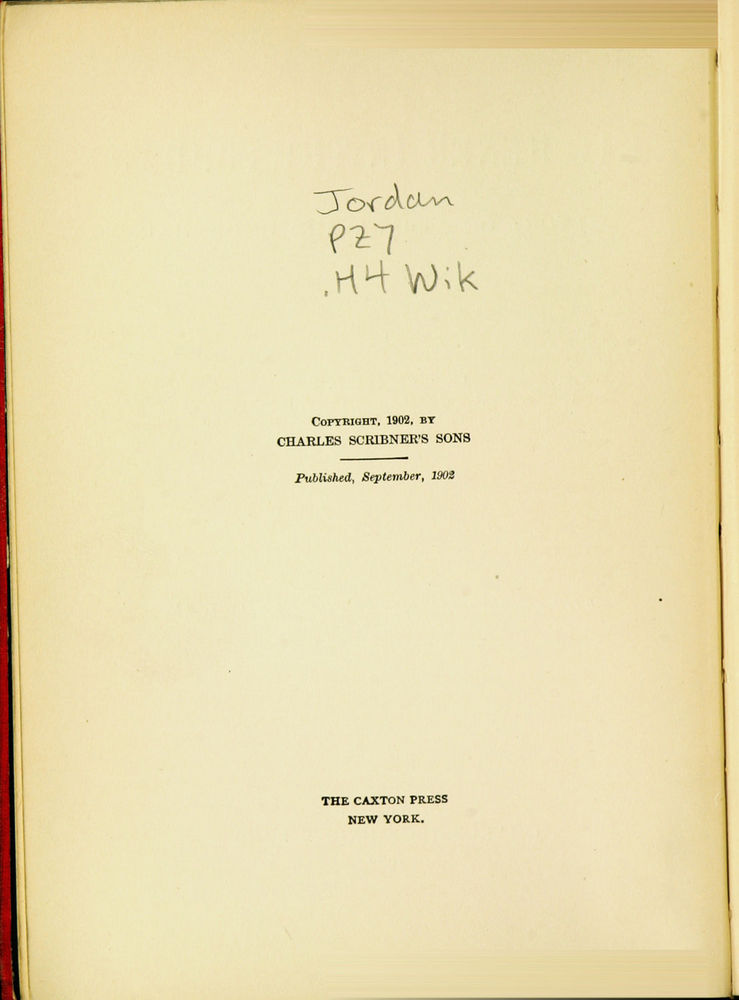 Jordan
PZ7
.H4 Wik
COPYRIGHT, 1902, BY
CHARLES SCRIBNER'S SONS
Published, September, 1902
THE CAXTON PRESS
NEW YORK.